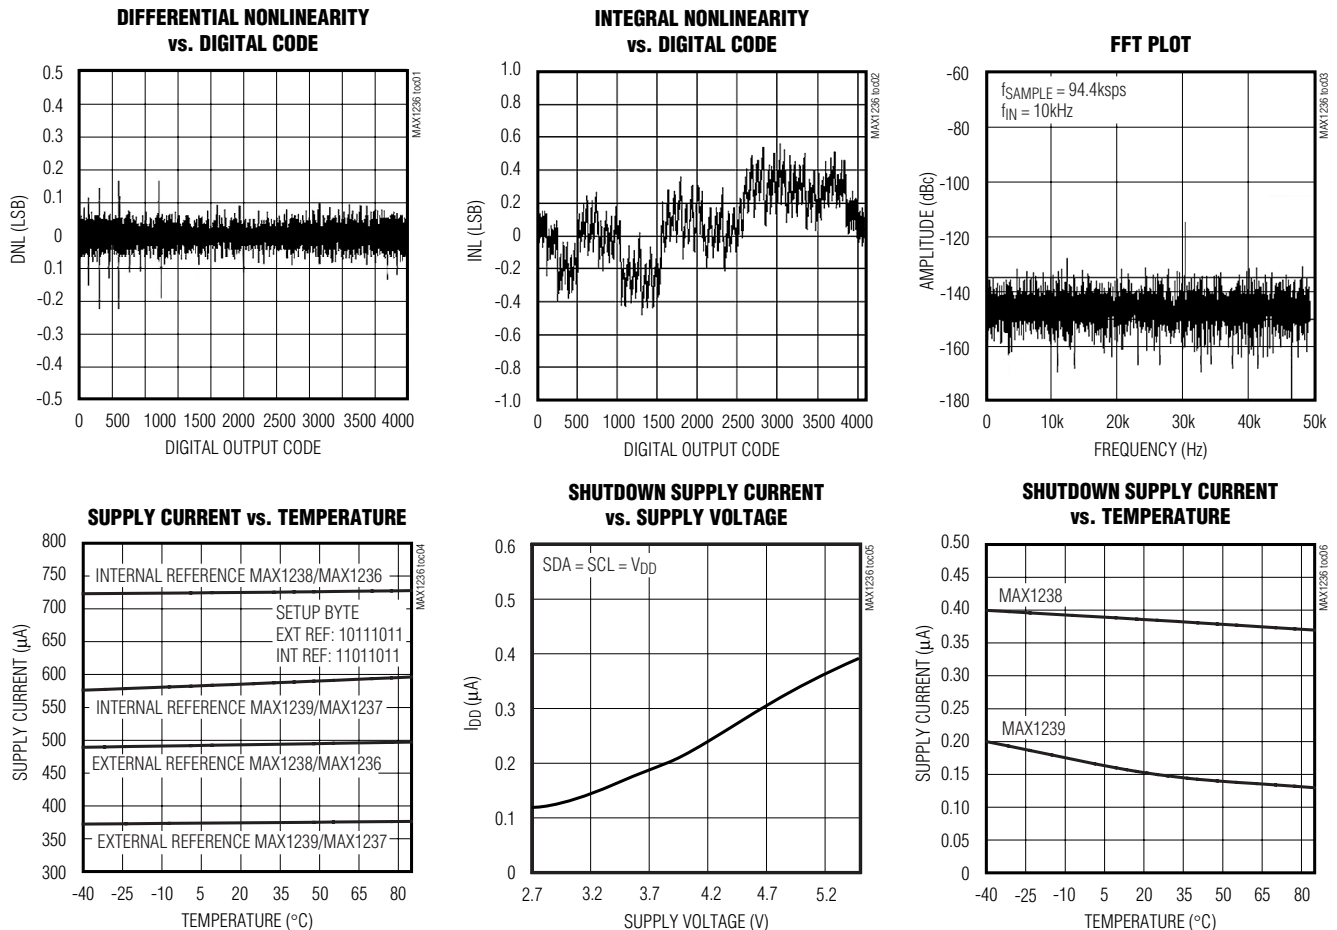 DIFFERENTIAL NONLINEARITY
vs. DIGITAL CODE
MAX1236 toc01
0.5
0.4
0.3
0.2
0.1
0
0.1
-0.2
-0.3
0.4
-0.5
DNL (LSB)
0 500 1000 1500 2000 2500 3000 3500 4000
DIGITAL OUTPUT CODE
INTEGRAL NONLINEARITY
vs. DIGITAL CODE
MAX1236 toc02
1.0
0.8
0.6
0.4
0.2
0
-0.2
-0.4
-0.6
-0.8
-1.0
INL (LSB)
0 500 1000 1500 2000 2500 3000 3500 4000
DIGITAL OUTPUT CODE
FFT PLOT
MAX1236 toc03
fSAMPLE = 94.4ksps
fIN = 10kHz
-60
-80
-100
-120
-140
-160
-180
AMPLITUDE (dBc)
0 10k 20k 30k 40k 50k
FREQUENCY (Hz)
SUPPLY CURRENT vs. TEMPERATURE
MAX1236 toc04
800
750
700
650
600
550
500
450
400
350
300
SUPPLY CURRENT (µA)
INTERNAL REFERENCE MAX1238/MAX1236
SETUP BYTE
EXT REF: 10111011
INT REF: 11011011
INTERNAL REFERENCE MAX1239/MAX1237
EXTERNAL REFERENCE MAX1238/MAX1236
EXTERNAL REFERENCE MAX1239/MAX1237
-40 -25 -10 5 20 35 50 65 80
TEMPERATURE (°C)
SHUTDOWN SUPPLY CURRENT
vs. SUPPLY VOLTAGE
MAX1236 toc05
SDA = SCL = VDD
0.6
0.5
0.4
0.3
0.2
0.1
0
IDD (µA)
2.7 3.2 3.7 4.2 4.7 5.2
SUPPLY VOLTAGE (V)
SHUTDOWN SUPPLY CURRENT
vs. TEMPERATURE
MAX1236 toc06
0.50
0.45
0.40
0.35
0.30
0.25
0.20
0.15
0.10
0.05
0
SUPPLY CURRENT (µA)
MAX1238
MAX1239
-40 -25 -10 5 20 35 50 65 80
TEMPERATURE (°C)